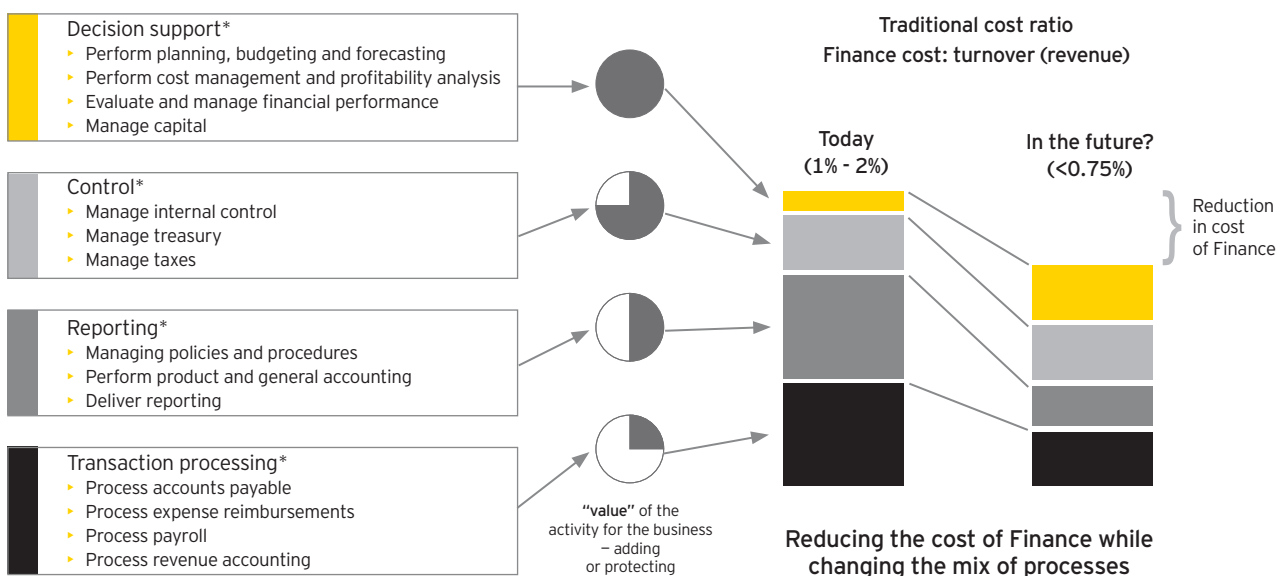 Decision support*
‣ Perform planning, budgeting and forecasting
‣ Perform cost management and profitability analysis
‣ Evaluate and manage financial performance
‣ Manage capital
Control*
‣ Manage internal control
‣ Manage treasury
‣ Manage taxes
Reporting*
‣ Managing policies and procedures
‣ Perform product and general accounting
‣ Deliver reporting
Transaction processing*
‣ Process accounts payable
‣ Process expense reimbursements
‣ Process payroll
‣ Process revenue accounting
"value" of the
activity for the business
– adding
or protecting
Traditional cost ratio
Finance cost: turnover (revenue)
Today
(1% - 2%)
In the future?
(<0.75%)
Reduction
in cost
of Finance
Reducing the cost of Finance while
changing the mix of processes